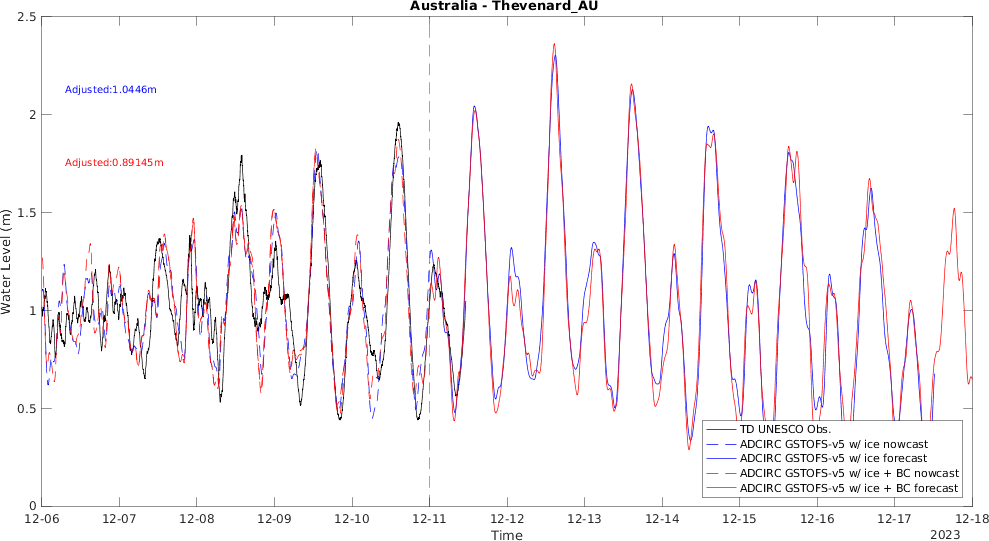 Australia - Thevenard_AU
Water Level (m)
2.5
2
1.5
1
0.5
0
Adjusted:1.0446m
Adjusted:0.89145m
TD UNESCO Obs.
ADCIRC GSTOFS-v5 w/ ice nowcast
ADCIRC GSTOFS-v5 w/ ice forecast
ADCIRC GSTOFS-v5 w/ ice + BC nowcast
ADCIRC GSTOFS-v5 w/ ice + BC forecast
12-06 12-07 12-08 12-09 12-10 12-11 12-12 12-13 12-14 12-15 12-16 12-17 12-18
Time
2023